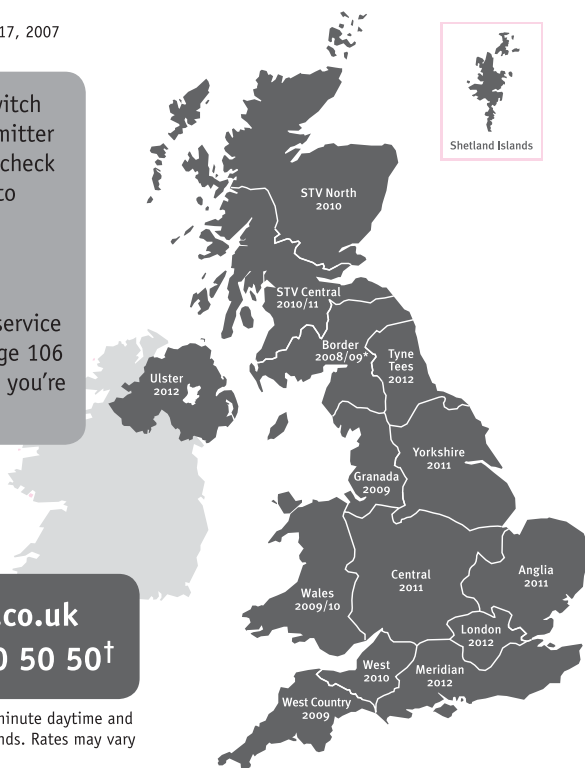 17, 2007
itch
mitter
check
to
service
ge 106
you're
.co.uk
0 50 50†
minute daytime and
nds. Rates may vary
Shetland Islands
STV North
2010
STV Central
2010/11
Border
2008/09*
Tyne
Tees
2012
Ulster
2012
Granada
2009
Yorkshire
2011
Wales
2009/10
Central
2011
Anglia
2011
London
2012
West
2010
Meridian
2012
West Country
2009